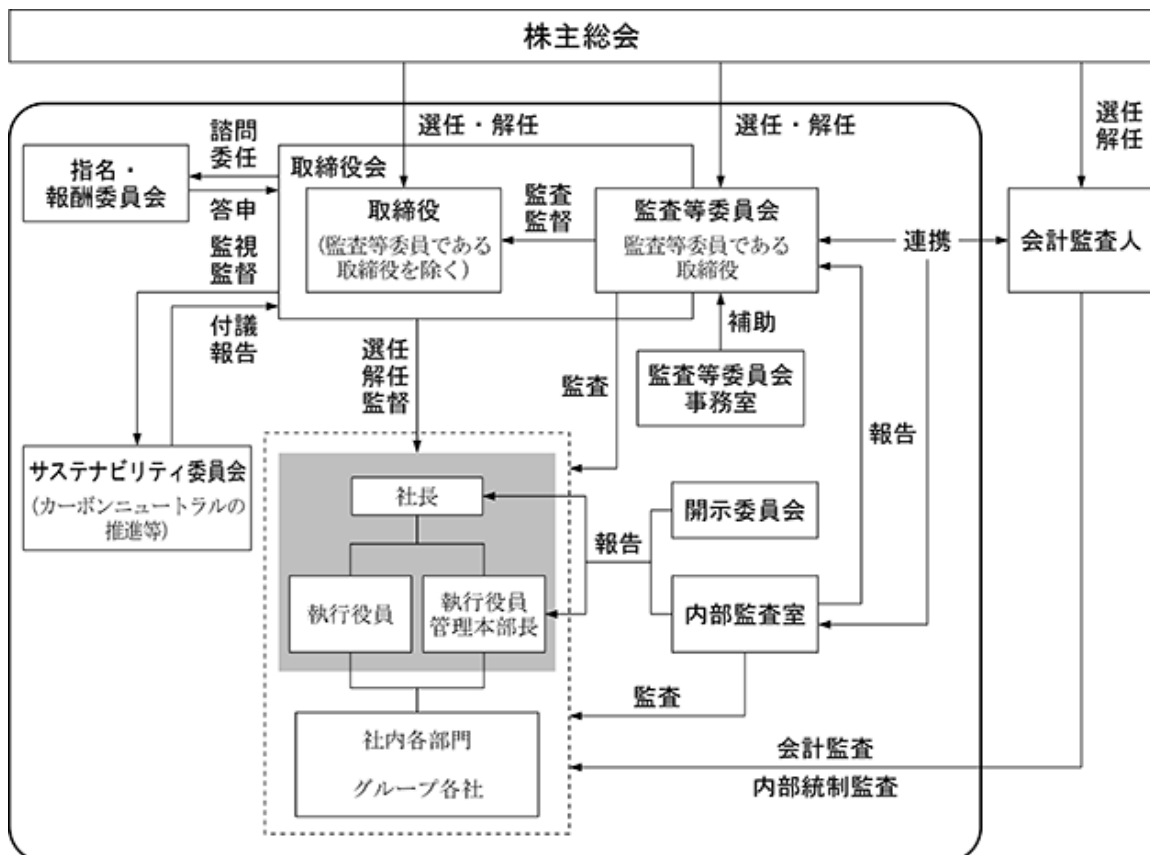 株主総会
選任・解任
選任・解任
選任
解任
諮問
委任
指名・
報酬委員会
答申
取締役会
取締役
(監査等委員である
取締役を除く)
監査
監督
監査等委員会
監査等委員である
取締役
連携
会計監査人
監視
監督
付議
報告
選任
解任
監督
監査
補助
監査等委員会
事務室
報告
サステナビリティ委員会
(カーボンニュートラルの
推進等)
社長
開示委員会
報告
執行役員
執行役員
管理本部長
内部監査室
監査
社内各部門
グループ各社
会計監査
内部統制監査